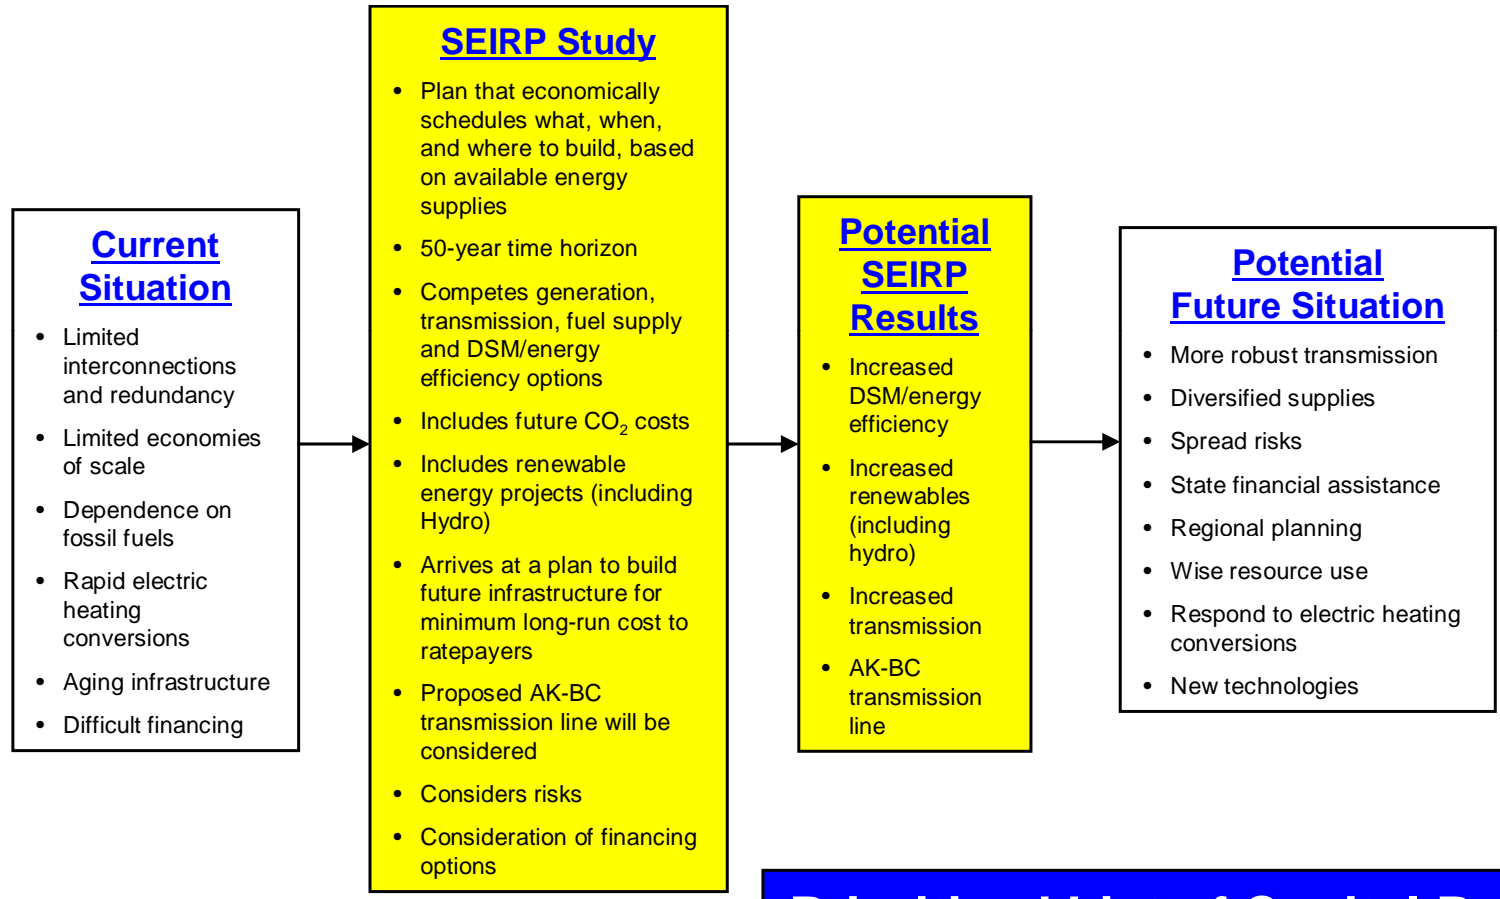 SEIRP Study
• Plan that economically
schedules what, when,
and where to build, based
on available energy
supplies
• 50-year time horizon
• Competes generation,
transmission, fuel supply
and DSM/energy
efficiency options
• Includes future CO2 costs
• Includes renewable
energy projects (including
Hydro)
• Arrives at a plan to build
future infrastructure for
minimum long-run cost to
ratepayers
• Proposed AK-BC
transmission line will be
considered
• Considers risks
• Consideration of financing
options
Current
Situation
• Limited
interconnections
and redundancy
• Limited economies
of scale
• Dependence on
fossil fuels
• Rapid electric
heating
conversions
• Aging infrastructure
• Difficult financing
Potential
SEIRP
Results
• Increased
DSM/energy
efficiency
• Increased
renewables
(including
hydro)
• Increased
transmission
• AK-BC
transmission
line
Potential
Future Situation
• More robust transmission
• Diversified supplies
• Spread risks
• State financial assistance
• Regional planning
• Wise resource use
• Respond to electric heating
conversions
• New technologies